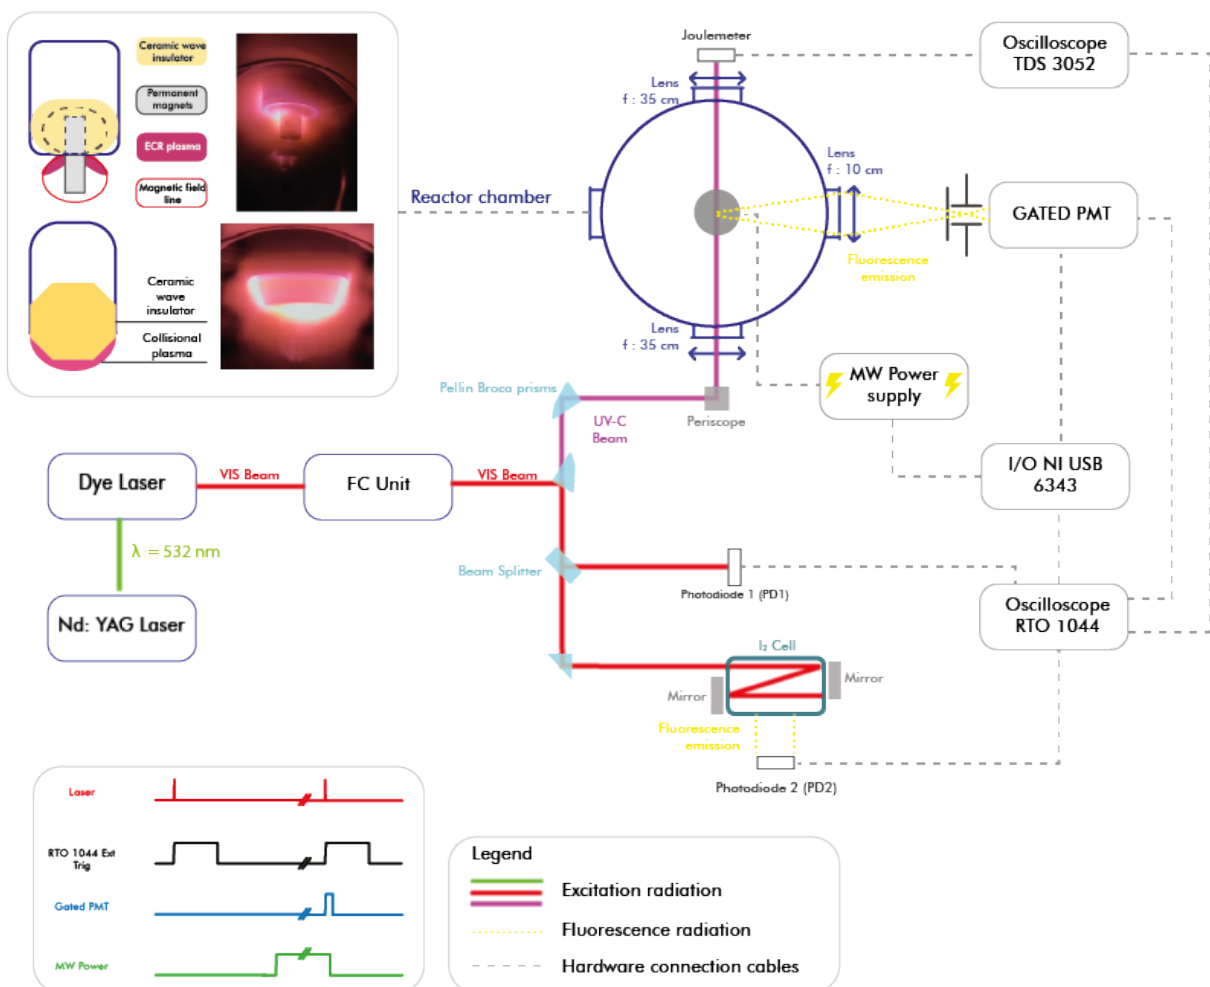 Ceramic wave
insulator
Permanent
magnets
ECR plasma
Magnetic field
line
Ceramic
wave
insulator
Collisional
plasma
Joulemeter
Lens
f : 35 cm
Oscilloscope
TDS 3052
Lens
f : 10 cm
Reactor chamber
GATED PMT
Fluorescence
emission
Lens
f : 35 cm
Pellin Broca prisms
UV-C
Beam
Periscope
MW Power
supply
I/O NI USB
6343
Dye Laser
VIS Beam
FC Unit
VIS Beam
λ = 532 nm
Beam Splitter
Photodiode 1 (PD1)
Nd: YAG Laser
Oscilloscope
RTO 1044
I₂ Cell
Mirror
Mirror
Fluorescence
emission
Photodiode 2 (PD2)
Laser
RTO 1044 Ext
Trig
Gated PMT
MW Power
Legend
Excitation radiation
Fluorescence radiation
Hardware connection cables